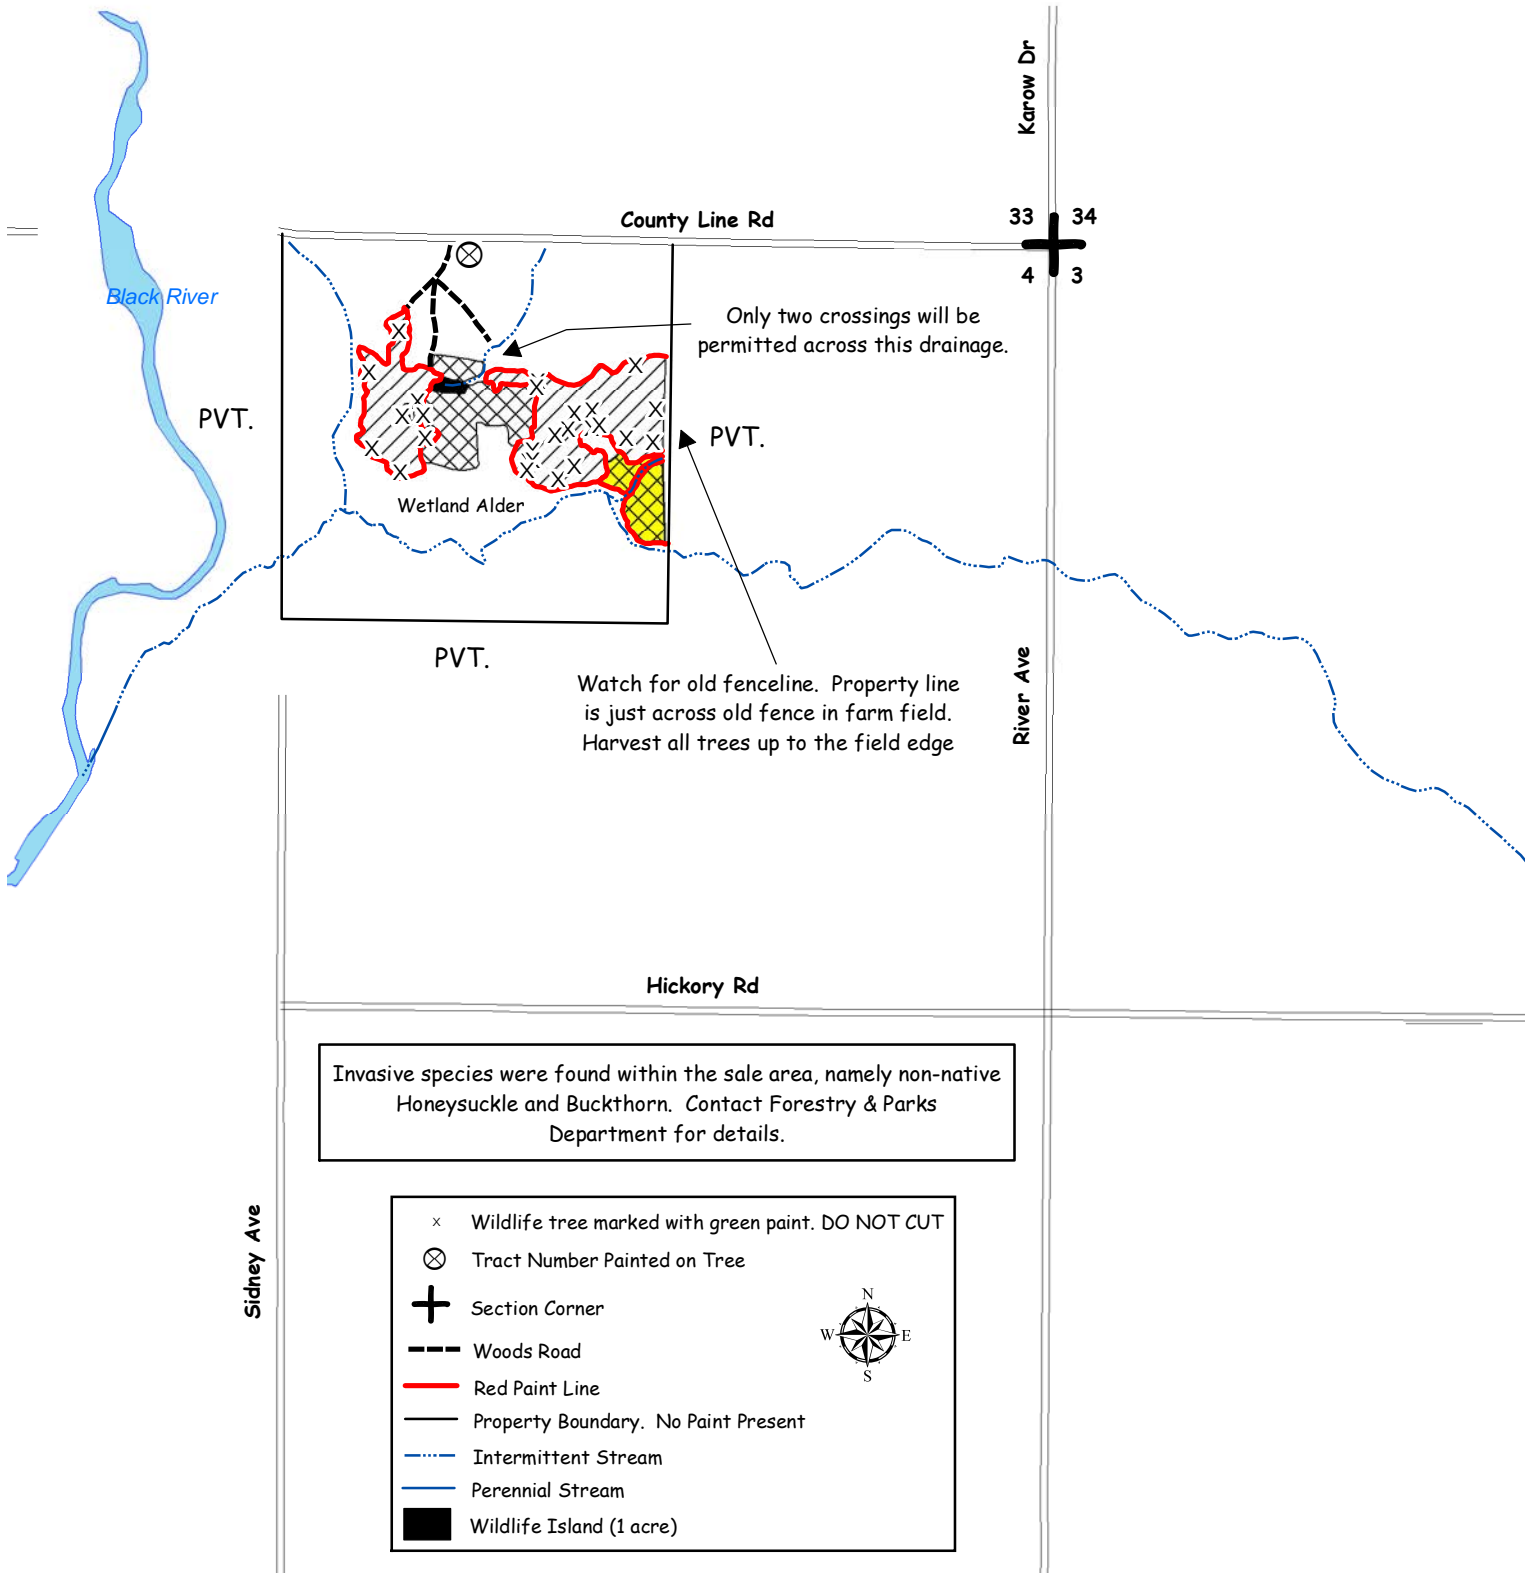 Karow Dr
33 34
County Line Rd
4 3
Black River
Only two crossings will be
permitted across this drainage.
PVT.
PVT.
Wetland Alder
PVT.
Watch for old fenceline. Property line
is just across old fence in farm field.
Harvest all trees up to the field edge
River Ave
Hickory Rd
Invasive species were found within the sale area, namely non-native
Honeysuckle and Buckthorn. Contact Forestry & Parks
Department for details.
Sidney Ave
x Wildlife tree marked with green paint. DO NOT CUT
Tract Number Painted on Tree
Section Corner
N
W E
S
Woods Road
Red Paint Line
Property Boundary. No Paint Present
Intermittent Stream
Perennial Stream
Wildlife Island (1 acre)